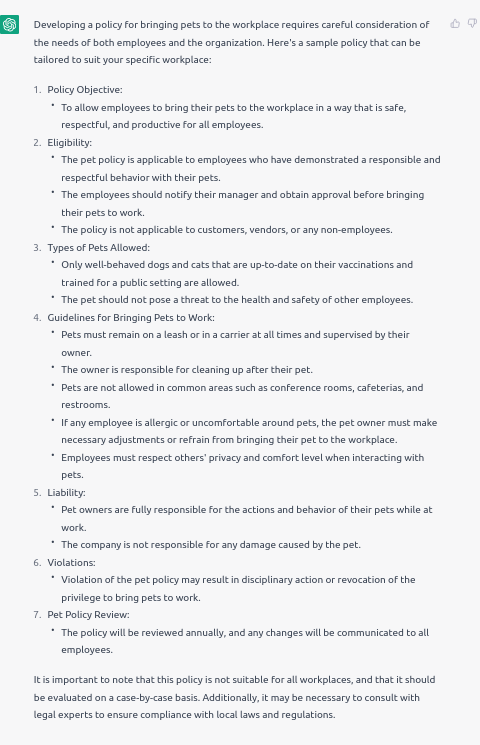 Developing a policy for bringing pets to the workplace requires careful consideration of
the needs of both employees and the organization. Here's a sample policy that can be
tailored to suit your specific workplace:
1. Policy Objective:
• To allow employees to bring their pets to the workplace in a way that is safe,
respectful, and productive for all employees.
2. Eligibility:
• The pet policy is applicable to employees who have demonstrated a responsible and
respectful behavior with their pets.
• The employees should notify their manager and obtain approval before bringing
their pets to work.
• The policy is not applicable to customers, vendors, or any non-employees.
3. Types of Pets Allowed:
• Only well-behaved dogs and cats that are up-to-date on their vaccinations and
trained for a public setting are allowed.
• The pet should not pose a threat to the health and safety of other employees.
4. Guidelines for Bringing Pets to Work:
• Pets must remain on a leash or in a carrier at all times and supervised by their
owner.
• The owner is responsible for cleaning up after their pet.
• Pets are not allowed in common areas such as conference rooms, cafeterias, and
restrooms.
• If any employee is allergic or uncomfortable around pets, the pet owner must make
necessary adjustments or refrain from bringing their pet to the workplace.
• Employees must respect others' privacy and comfort level when interacting with
pets.
5. Liability:
• Pet owners are fully responsible for the actions and behavior of their pets while at
work.
• The company is not responsible for any damage caused by the pet.
6. Violations:
• Violation of the pet policy may result in disciplinary action or revocation of the
privilege to bring pets to work.
7. Pet Policy Review:
• The policy will be reviewed annually, and any changes will be communicated to all
employees.
It is important to note that this policy is not suitable for all workplaces, and that it should
be evaluated on a case-by-case basis. Additionally, it may be necessary to consult with
legal experts to ensure compliance with local laws and regulations.